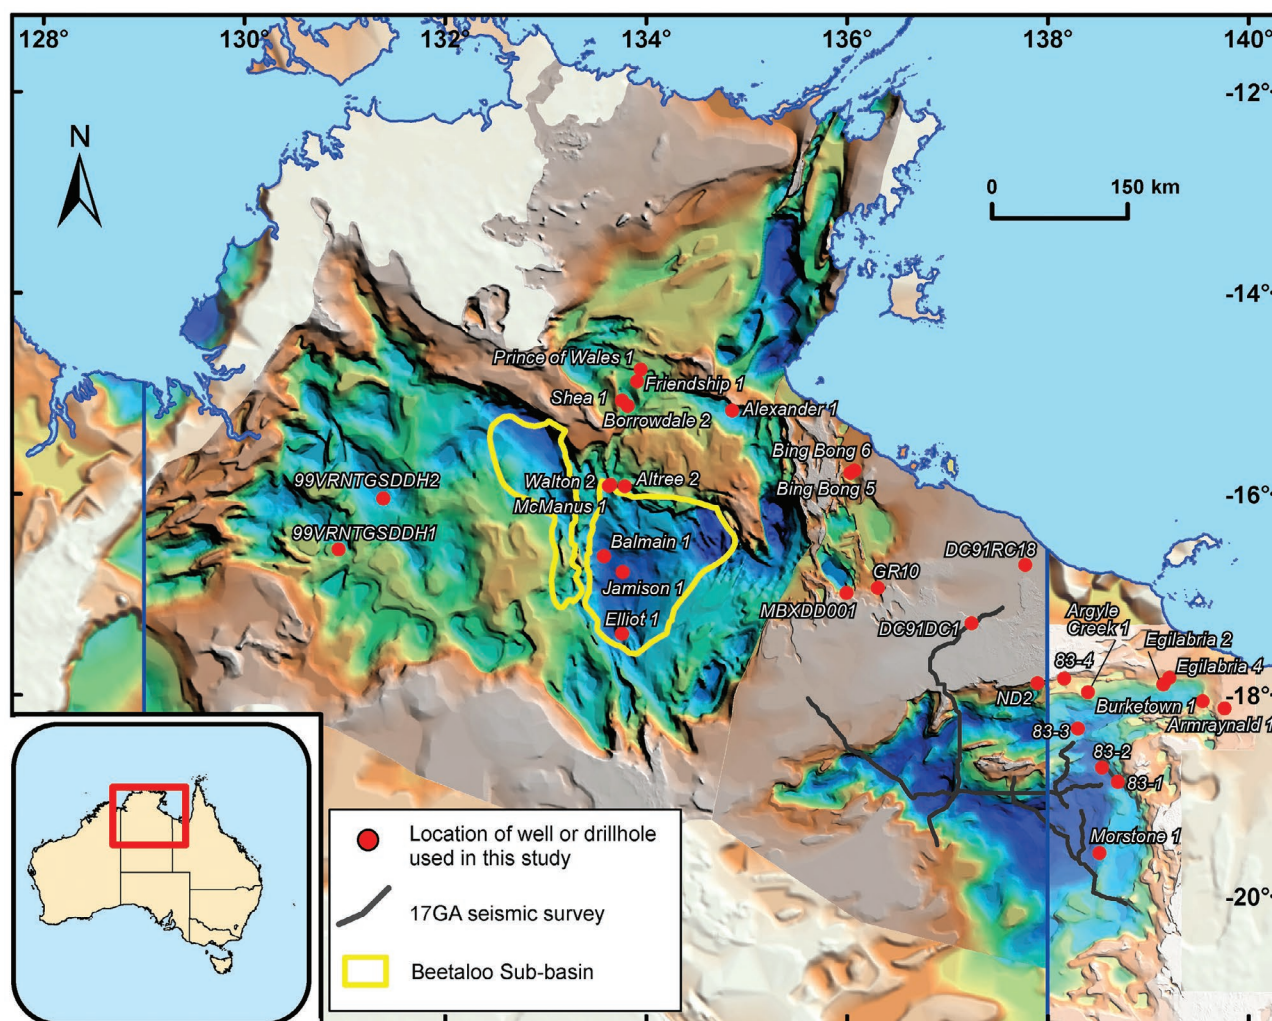 128°
130°
132°
134°
136°
138°
140°
-12°
N
0
150 km
-14°
Prince of Wales 1
Friendship 1
Shea 1
Borrowdale 2
Alexander 1
Bing Bong 6
Bing Bong 5
99VRNTGSDDH2
Walton 2
Altree 2
McManus 1
-16°
99VRNTGSDDH1
Balmain 1
Jamison 1
Elliot 1
DC91RC18
GR10
MBXDD001
DC91DC1
Argyle
Creek 1
Egilabria 2
83-4
Egilabria 4
ND2
Burketown 1
-18°
Armraynald 1
83-3
83-2
83-1
Morstone 1
-20°
Location of well or drillhole
used in this study
17GA seismic survey
Beetaloo Sub-basin